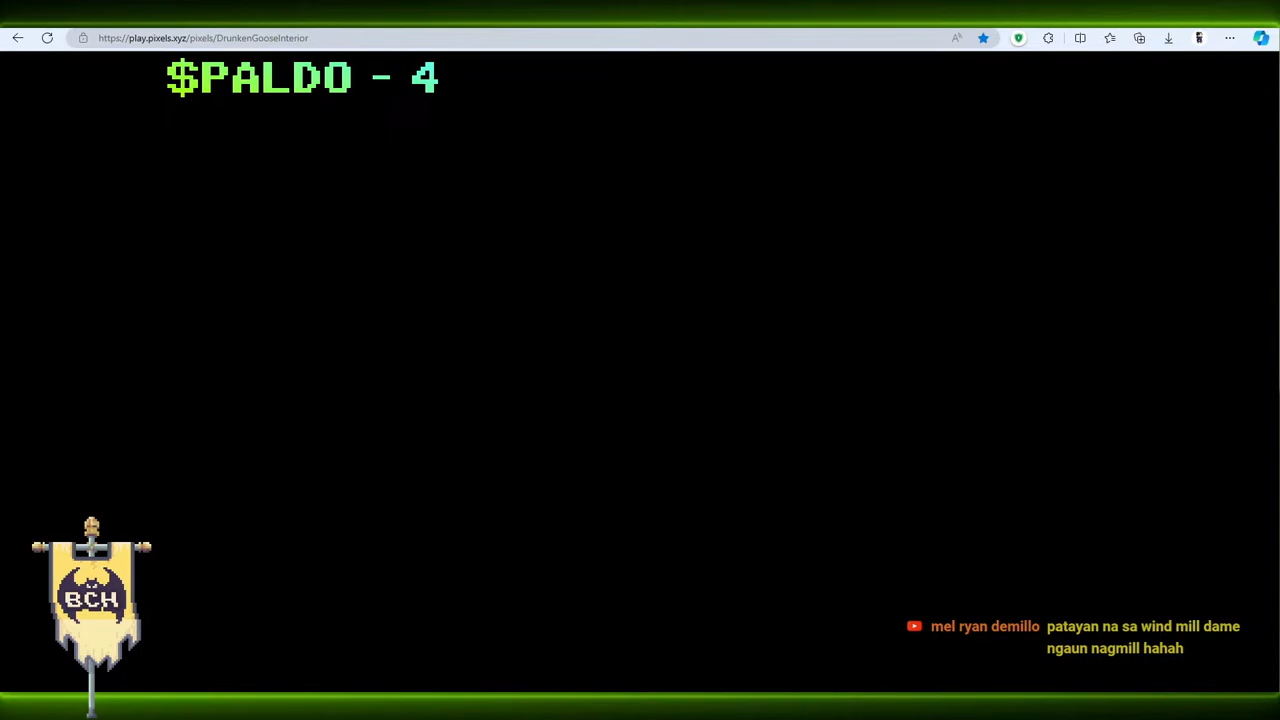 https://play.pixels.xyz/pixels/DrunkenGooseInterior
$PALDO - 4
BCH
mel ryan demillo patayan na sa wind mill dame
ngaun nagmill hahah